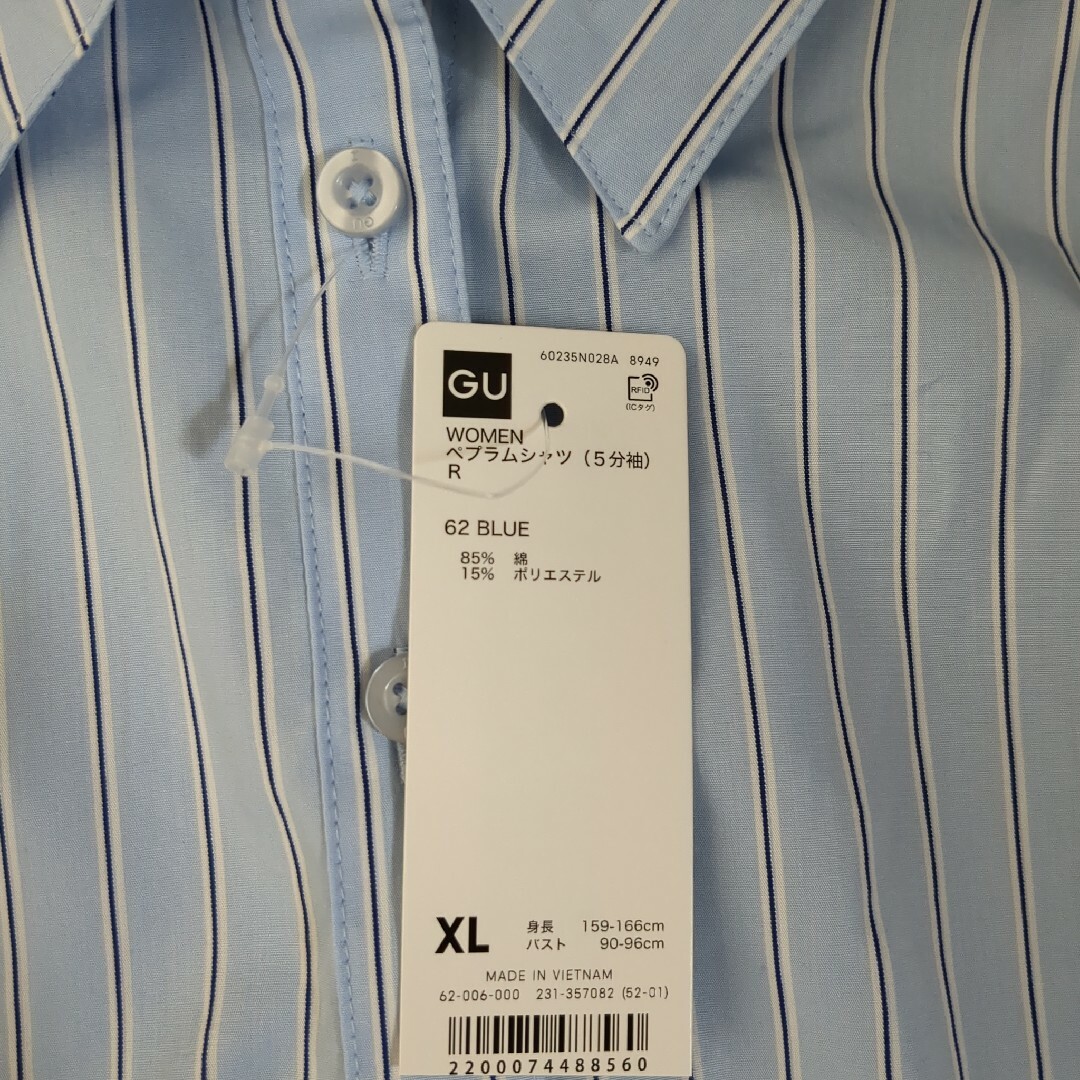 GU
60235N028A 8949
GU
RFID
(ICタグ)
WOMEN
ペプラムシャツ(5分袖)
R
62 BLUE
85% 綿
15% ポリエステル
XL
身長 159-166cm
バスト 90-96cm
MADE IN VIETNAM
62-006-000 231-357082 (52-01)
2200074488560